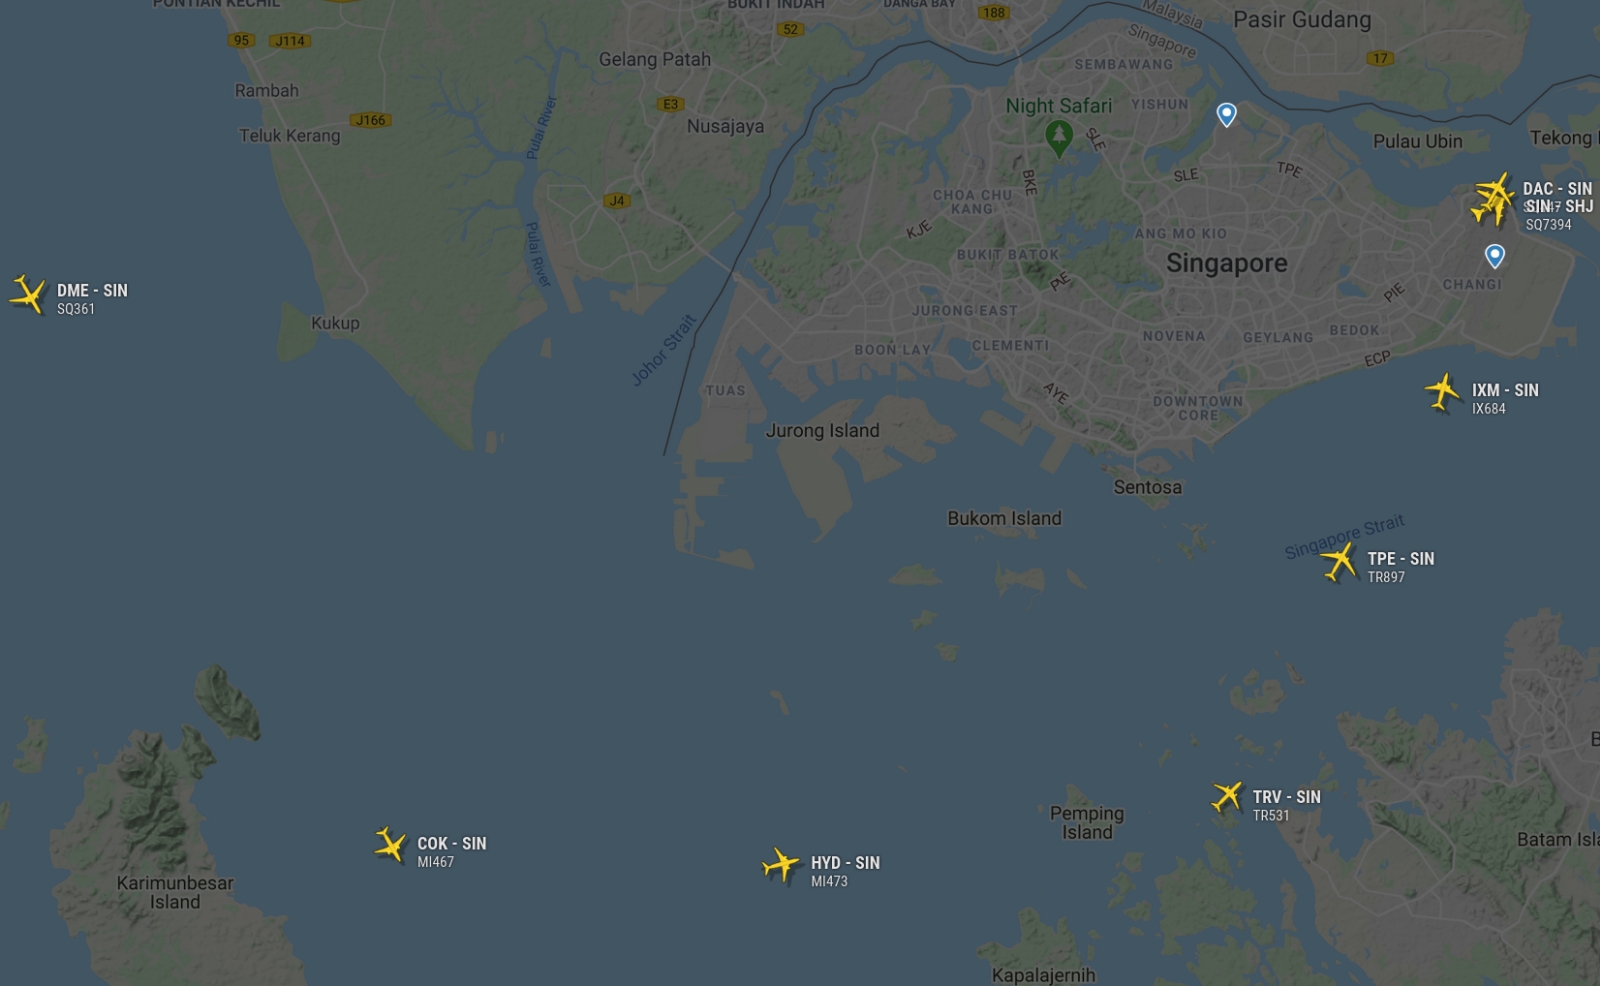 PONTIAN KECHIL
BUKIT INDAH
DANGA BAY
188
Malaysia
Singapore
Pasir Gudang
95
J114
52
17
Gelang Patah
SEMBAWANG
Rambah
E3
Night Safari
YISHUN
J166
Teluk Kerang
Pulai River
Nusajaya
SLE
Pulau Ubin
Tekong
BKE
SLE
TPE
DAC - SIN
SIN - SHJ
SQ7394
J4
CHOA CHU
KANG
KJE
ANG MO KIO
Pulai River
BUKIT BATOK
Singapore
PIE
PIE
CHANGI
DME - SIN
SQ361
Kukup
JURONG EAST
NOVENA
GEYLANG
BEDOK
Johor Strait
BOON LAY
CLEMENTI
ECP
TUAS
AYE
DOWNTOWN
CORE
IXM - SIN
IX684
Jurong Island
Sentosa
Bukom Island
Singapore Strait
TPE - SIN
TR897
TRV - SIN
TR531
Pemping
Island
Batam Isla
COK - SIN
MI467
HYD - SIN
MI473
Karimunbesar
Island
Kapalajernih